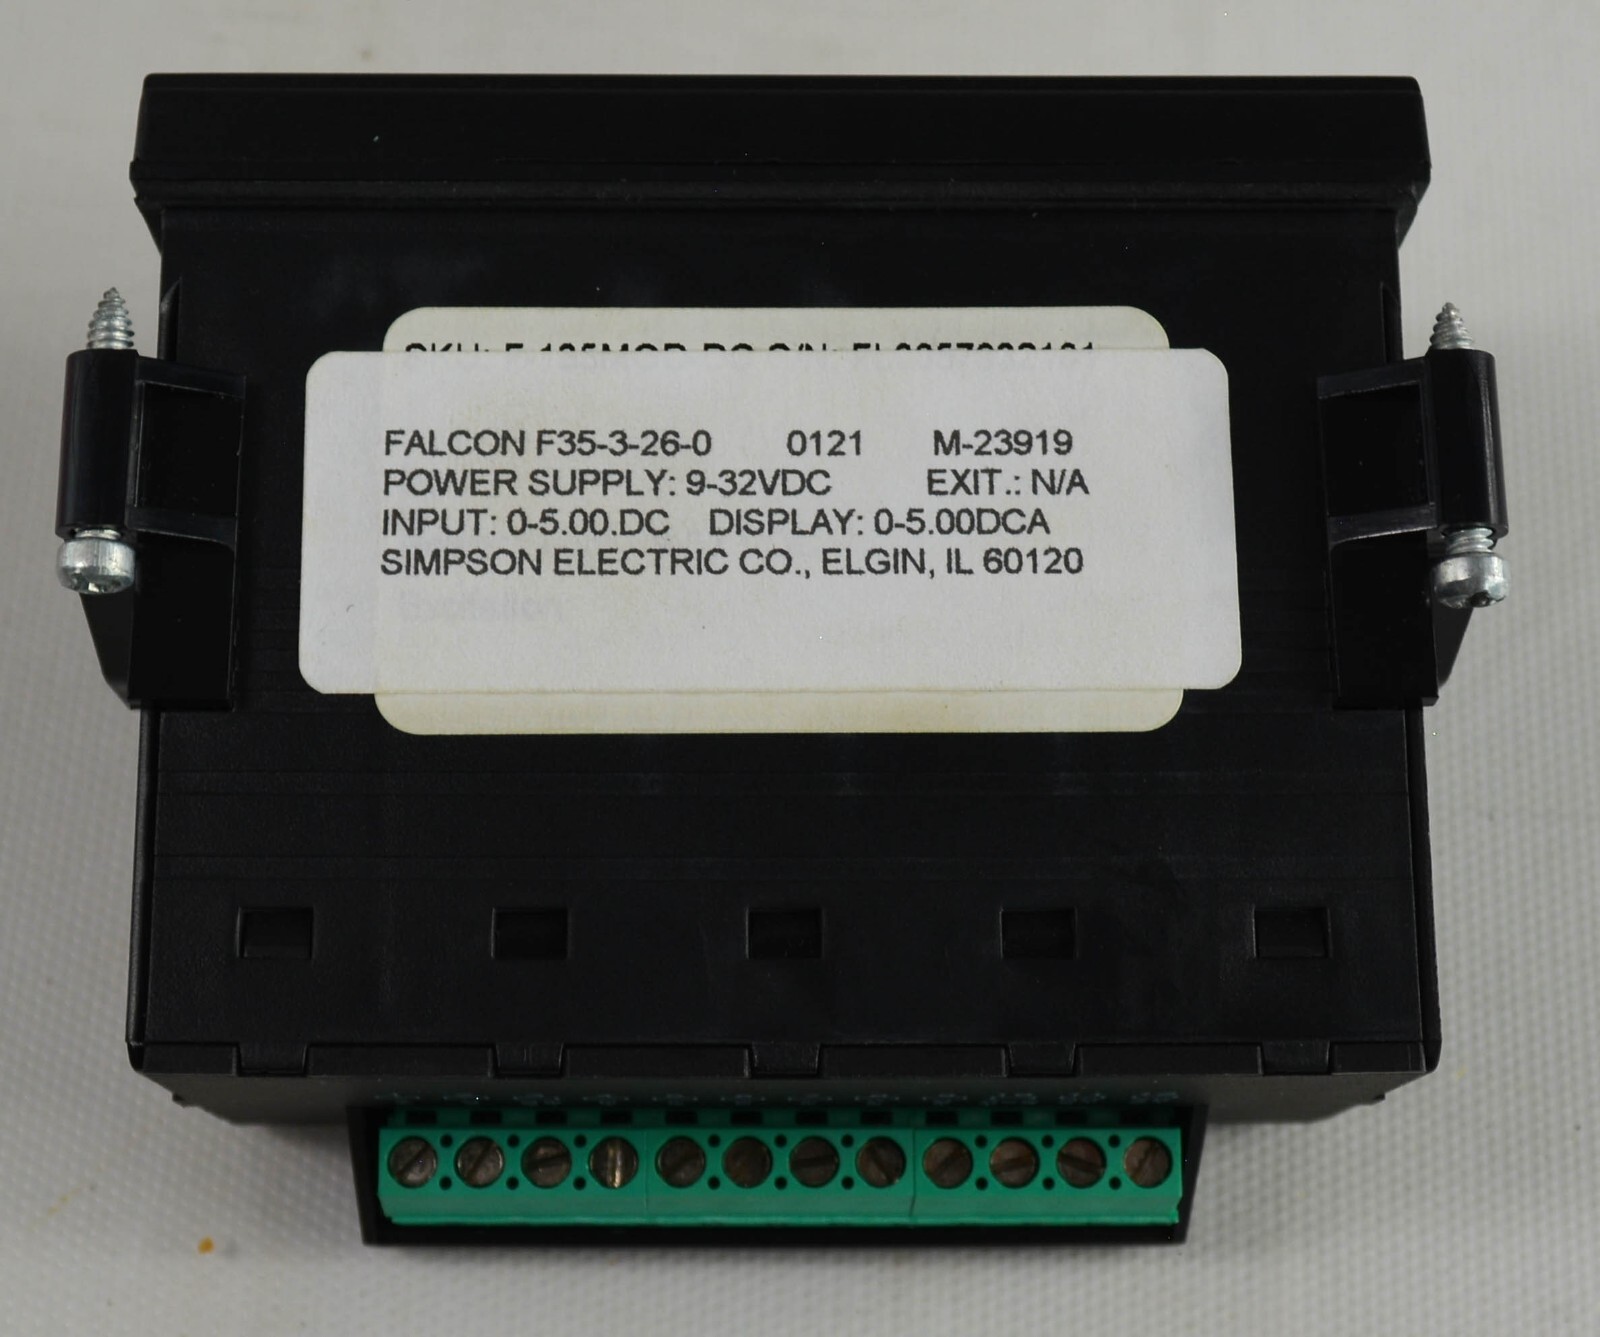 FALCON F35-3-26-0 0121 M-23919
POWER SUPPLY: 9-32VDC EXIT.: N/A
INPUT: 0-5.00.DC DISPLAY: 0-5.00DCA
SIMPSON ELECTRIC CO., ELGIN, IL 60120